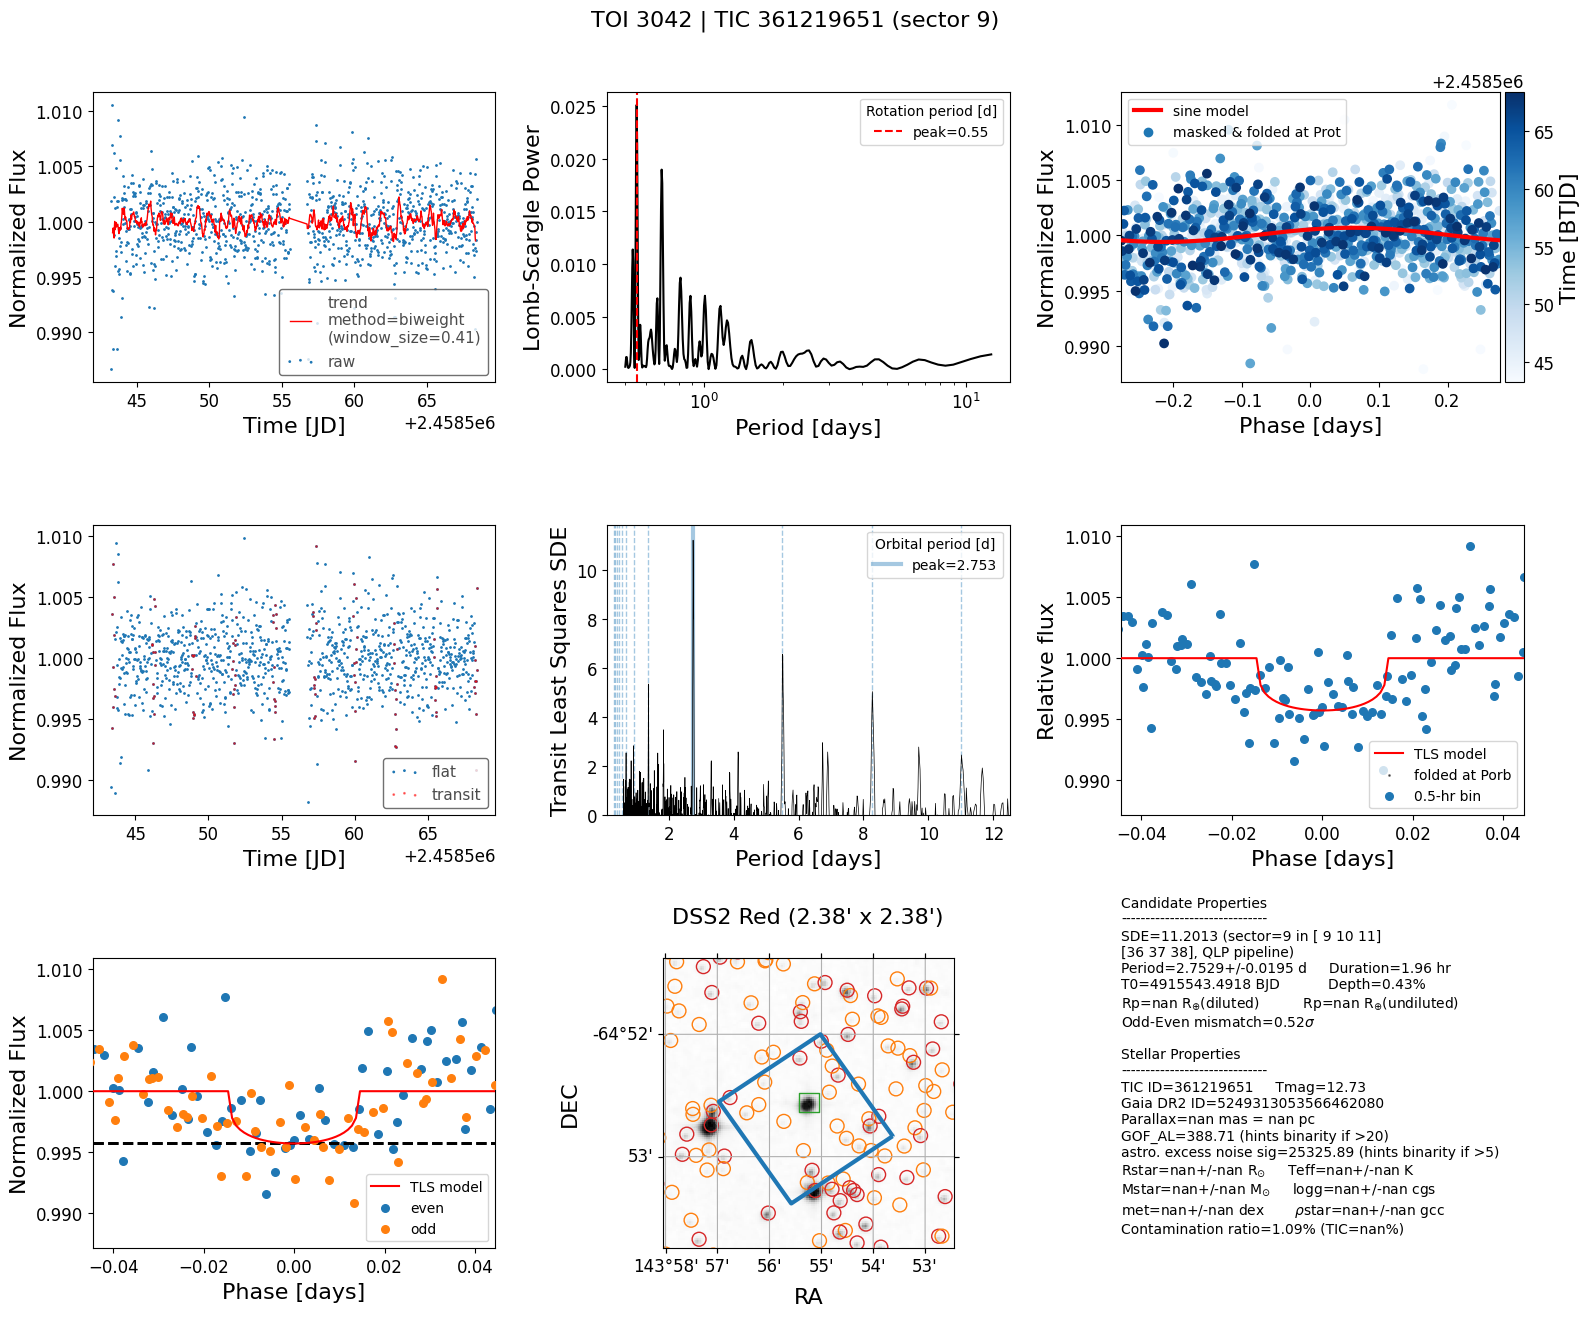 TOI 3042 | TIC 361219651 (sector 9)
Normalized Flux
1.010
1.005
1.000
0.995
0.990
trend
method=biweight
(window_size=0.41)
raw
45 50 55 60 65
Time [JD]
+2.4585e6
Lomb-Scargle Power
0.025
0.020
0.015
0.010
0.005
0.000
Rotation period [d]
peak=0.55
10⁰ 10¹
Period [days]
+2.4585e6
Normalized Flux
1.010
1.005
1.000
0.995
0.990
sine model
masked & folded at Prot
−0.2 −0.1 0.0 0.1 0.2
Phase [days]
65
60
55
50
45
Time [BTJD]
Normalized Flux
1.010
1.005
1.000
0.995
0.990
flat
transit
45 50 55 60 65
Time [JD]
+2.4585e6
Transit Least Squares SDE
10
8
6
4
2
0
Orbital period [d]
peak=2.753
2 4 6 8 10 12
Period [days]
Relative flux
1.010
1.005
1.000
0.995
0.990
TLS model
folded at Porb
0.5-hr bin
−0.04 −0.02 0.00 0.02 0.04
Phase [days]
Normalized Flux
1.010
1.005
1.000
0.995
0.990
TLS model
even
odd
−0.04 −0.02 0.00 0.02 0.04
Phase [days]
DSS2 Red (2.38' x 2.38')
DEC
-64°52'
53'
143°58' 57' 56' 55' 54' 53'
RA
Candidate Properties
------------------------------
SDE=11.2013 (sector=9 in [ 9 10 11]
[36 37 38], QLP pipeline)
Period=2.7529+/-0.0195 d Duration=1.96 hr
T0=4915543.4918 BJD Depth=0.43%
Rp=nan R⊕(diluted) Rp=nan R⊕(undiluted)
Odd-Even mismatch=0.52σ
Stellar Properties
------------------------------
TIC ID=361219651 Tmag=12.73
Gaia DR2 ID=5249313053566462080
Parallax=nan mas = nan pc
GOF_AL=388.71 (hints binarity if >20)
astro. excess noise sig=25325.89 (hints binarity if >5)
Rstar=nan+/-nan R⊙ Teff=nan+/-nan K
Mstar=nan+/-nan M⊙ logg=nan+/-nan cgs
met=nan+/-nan dex ρstar=nan+/-nan gcc
Contamination ratio=1.09% (TIC=nan%)